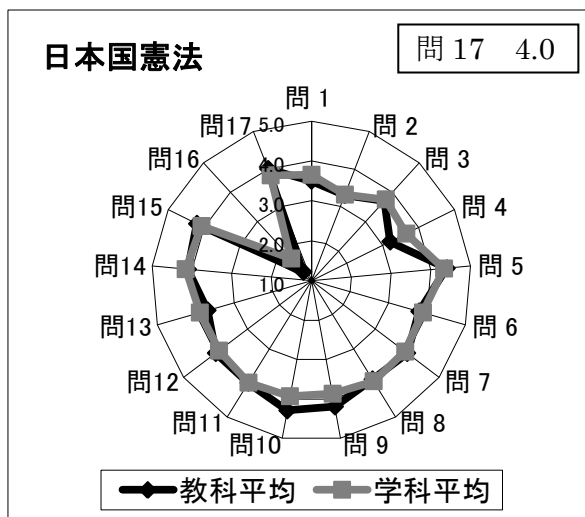 日本国憲法
問 17 4.0
問 1
問 2
問 3
問 4
問 5
問 6
問 7
問 8
問 9
問10
問11
問12
問13
問14
問15
問16
問17
5.0
4.0
3.0
2.0
1.0
教科平均
学科平均